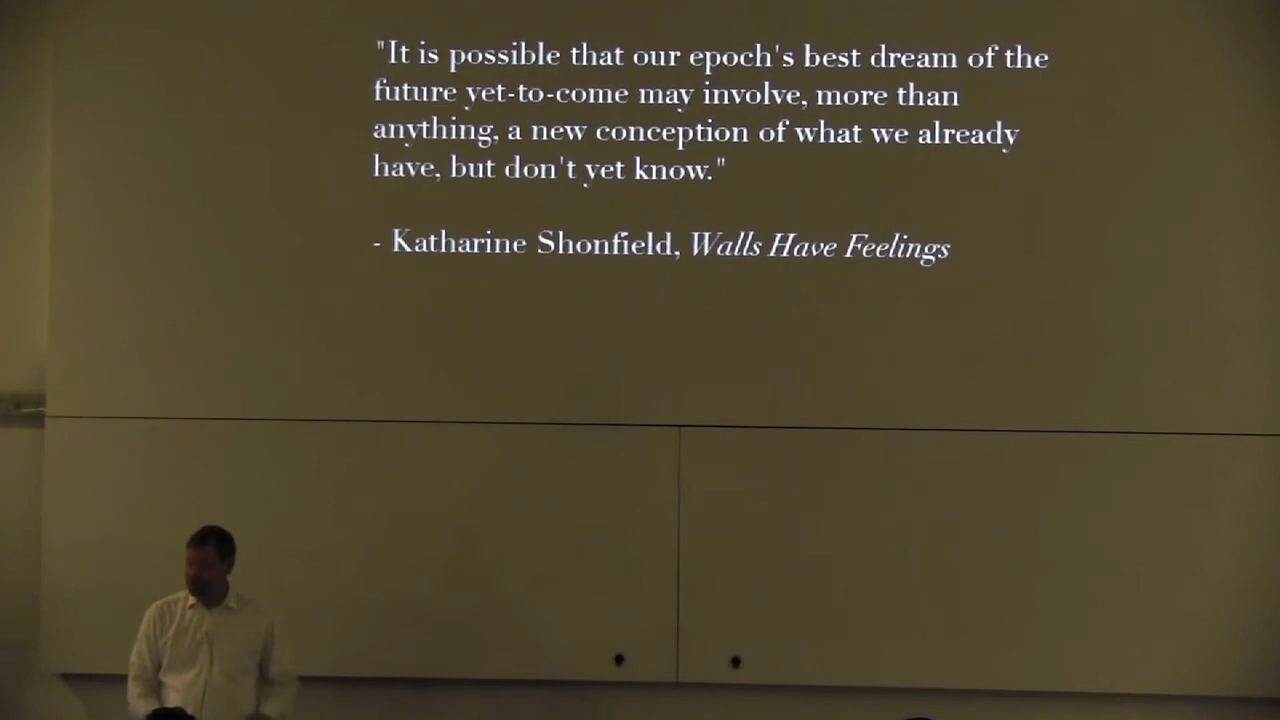 "It is possible that our epoch's best dream of the
future yet-to-come may involve, more than
anything, a new conception of what we already
have, but don't yet know."
- Katharine Shonfield, Walls Have Feelings